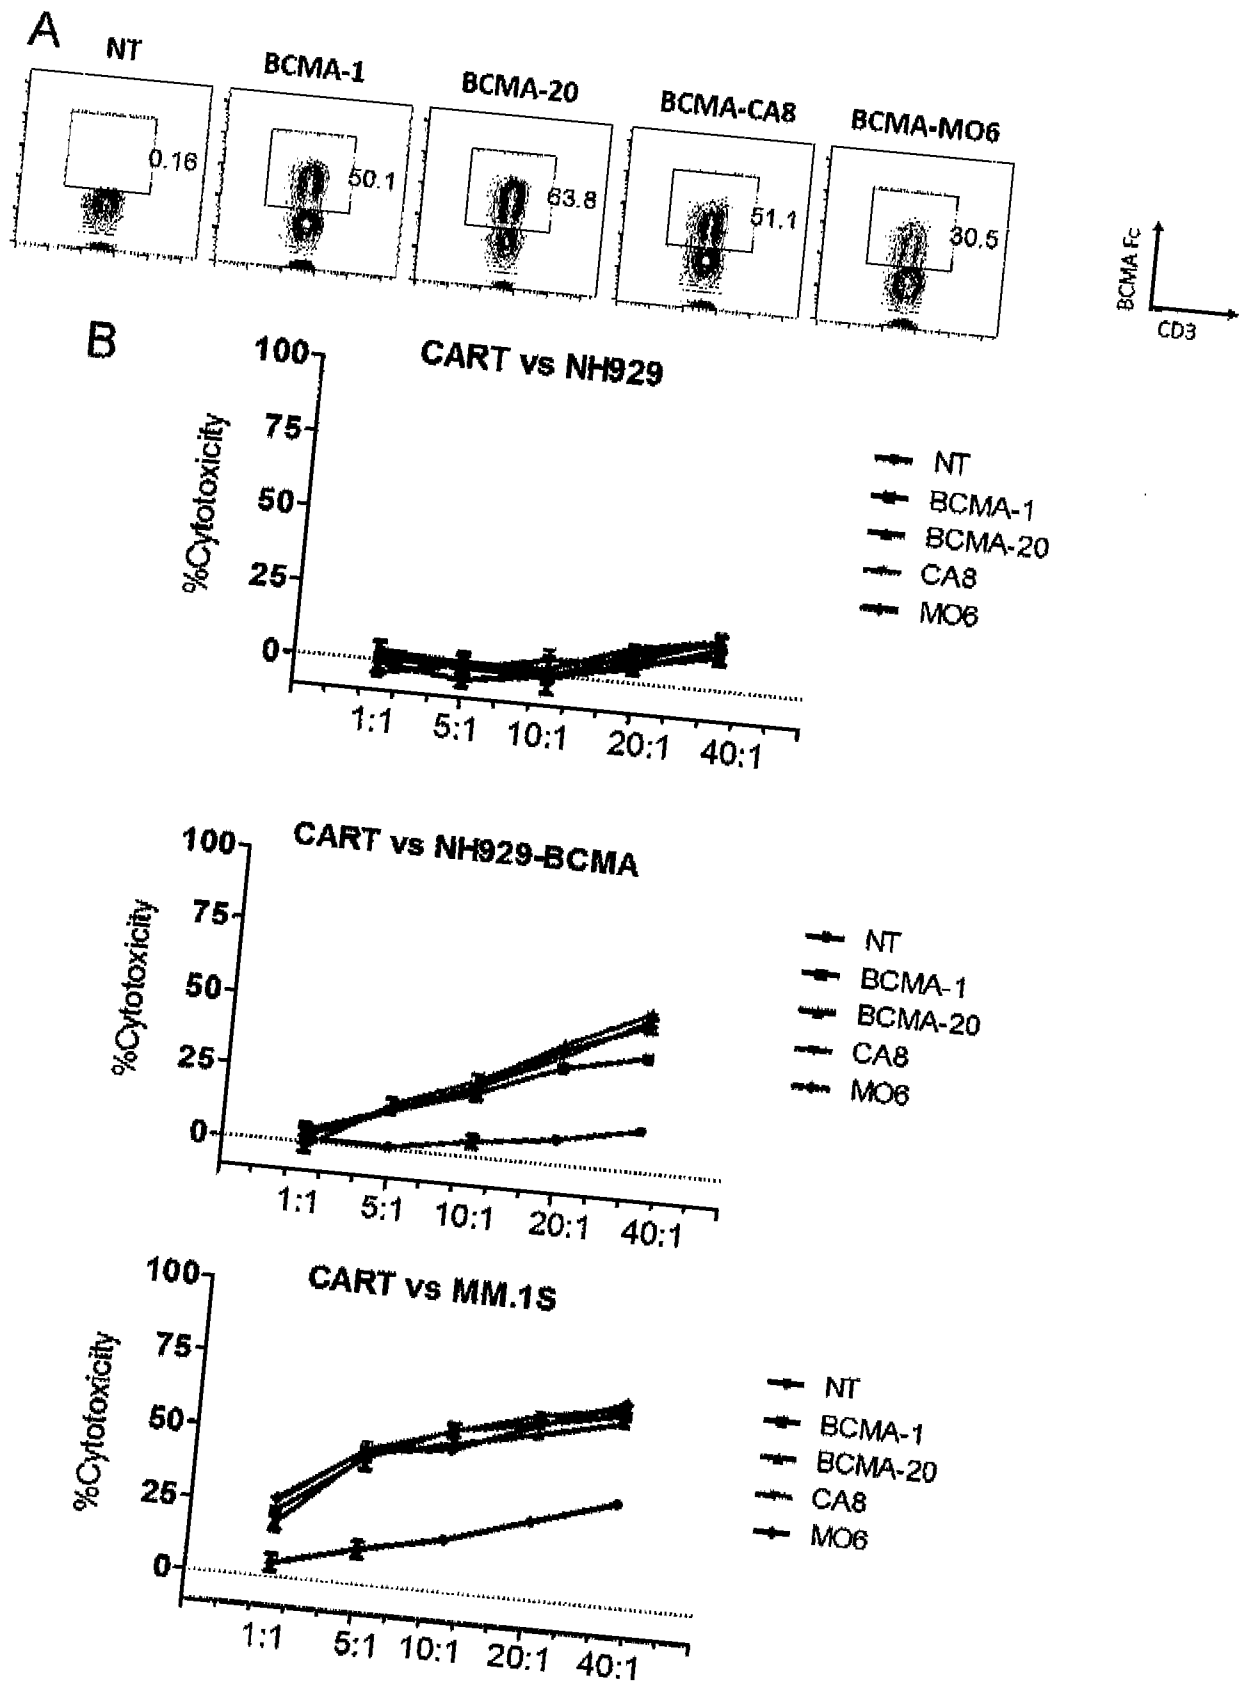 A
NT
BCMA-1
BCMA-20
BCMA-CA8
BCMA-MO6
0.16
50.1
63.8
51.1
30.5
BCMA Fc
CD3
B
CART vs NH929
%Cytotoxicity
100
75
50
25
0
1:1 5:1 10:1 20:1 40:1
NT
BCMA-1
BCMA-20
CA8
MO6
CART vs NH929-BCMA
%Cytotoxicity
100
75
50
25
0
1:1 5:1 10:1 20:1 40:1
NT
BCMA-1
BCMA-20
CA8
MO6
CART vs MM.1S
%Cytotoxicity
100
75
50
25
0
1:1 5:1 10:1 20:1 40:1
NT
BCMA-1
BCMA-20
CA8
MO6